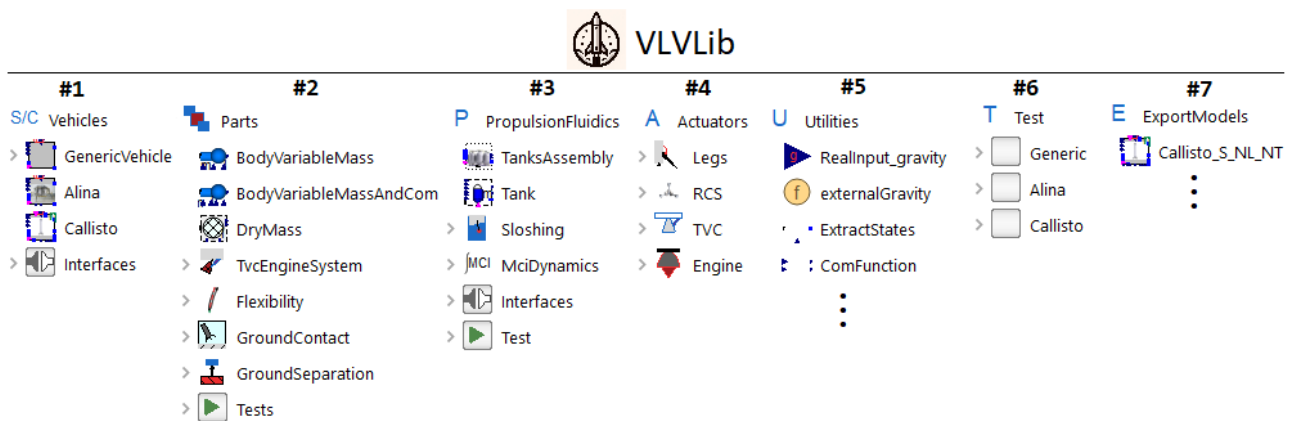 VLVLib
#1 #2 #3 #4 #5 #6 #7
S/C Vehicles Parts P PropulsionFluidics A Actuators U Utilities T Test E ExportModels
GenericVehicle BodyVariableMass TanksAssembly Legs g RealInput_gravity Generic Callisto_S_NL_NT
Alina BodyVariableMassAndCom Tank RCS f externalGravity Alina
Callisto DryMass Sloshing TVC ExtractStates Callisto
Interfaces TvcEngineSystem ∫MCI MciDynamics Engine ComFunction
Flexibility Interfaces
GroundContact Test
GroundSeparation
Tests